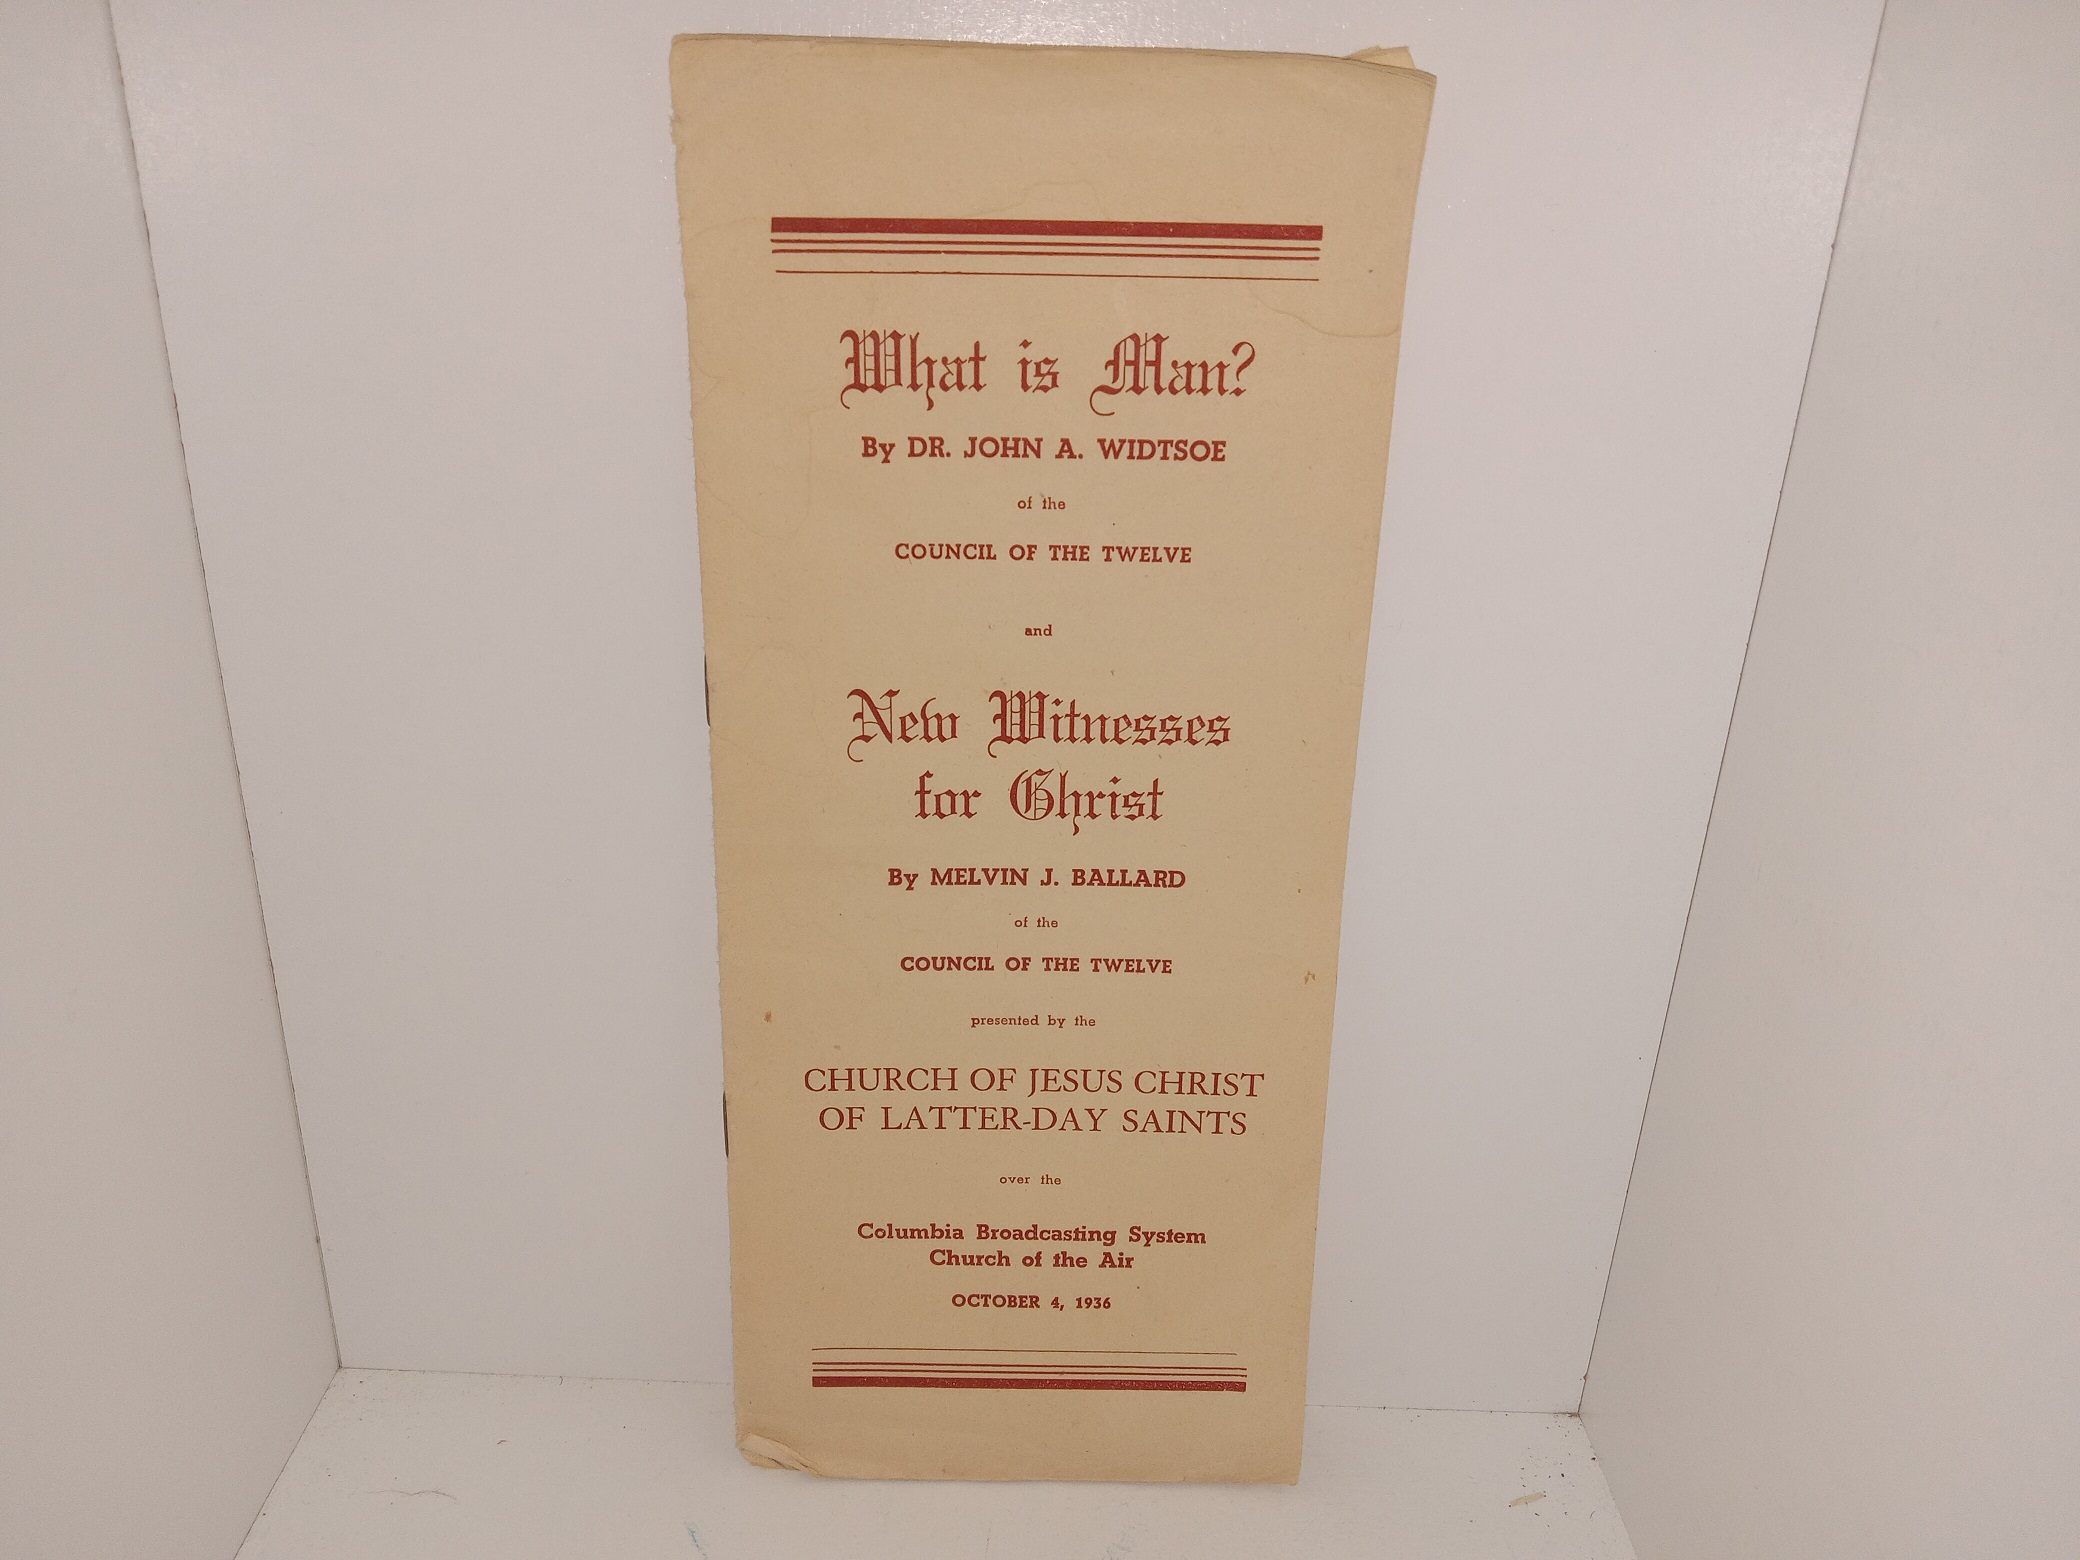 What is Man?
By DR. JOHN A. WIDTSOE
of the
COUNCIL OF THE TWELVE
and
New Witnesses
for Christ
By MELVIN J. BALLARD
of the
COUNCIL OF THE TWELVE
presented by the
CHURCH OF JESUS CHRIST
OF LATTER-DAY SAINTS
over the
Columbia Broadcasting System
Church of the Air
OCTOBER 4, 1936